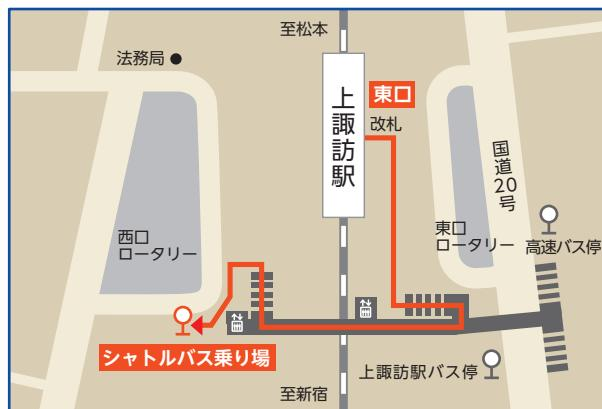 至松本
法務局
東口
改札
上諏訪駅
国道20号
西口
ロータリー
東口
ロータリー
高速バス停
シャトルバス乗り場
上諏訪駅バス停
至新宿